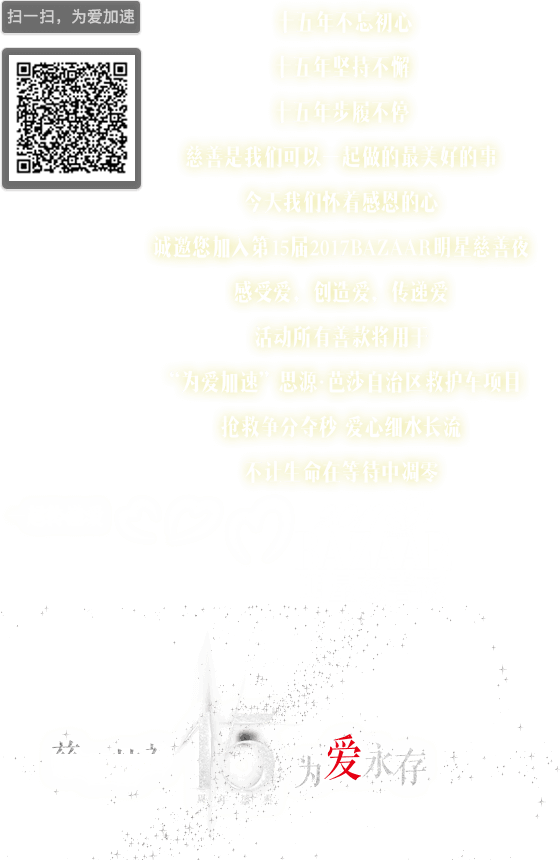 扫一扫，为爱加速
十五年不忘初心
十五年坚持不懈
十五年步履不停
慈善是我们可以一起做的最美好的事
今天我们怀着感恩的心
诚邀您加入第15届2017BAZAAR明星慈善夜
感受爱、创造爱、传递爱
活动所有善款将用于
“为爱加速”思源·芭莎自治区救护车项目
抢救争分夺秒 爱心细水长流
不让生命在等待中凋零
15
为爱永存